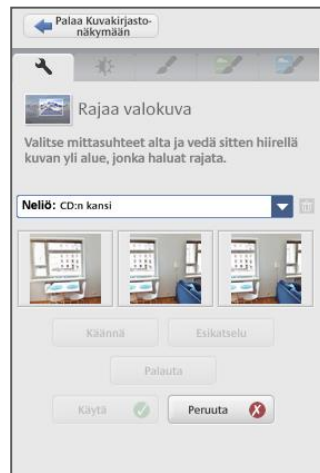 Palaa Kuvakirjasto-
näkymään
Rajaa valokuva
Valitse mittasuhteet alta ja vedä sitten hiirellä
kuvan yli alue, jonka haluat rajata.
Neliö: CD:n kansi
Käännä
Esikatselu
Palauta
Käytä
Peruuta